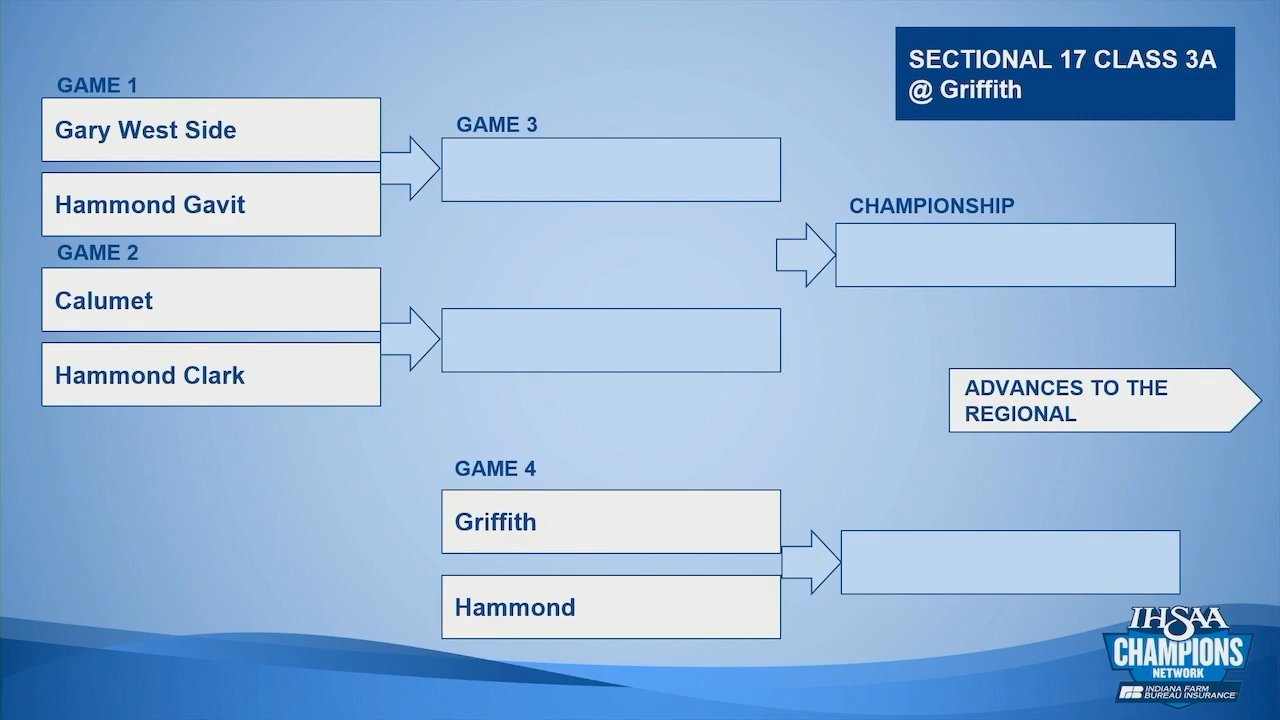 SECTIONAL 17 CLASS 3A
@ Griffith
GAME 1
Gary West Side
Hammond Gavit
GAME 2
Calumet
Hammond Clark
GAME 3
CHAMPIONSHIP
ADVANCES TO THE
REGIONAL
GAME 4
Griffith
Hammond
IHSAA
CHAMPIONS
NETWORK
INDIANA FARM
BUREAU INSURANCE